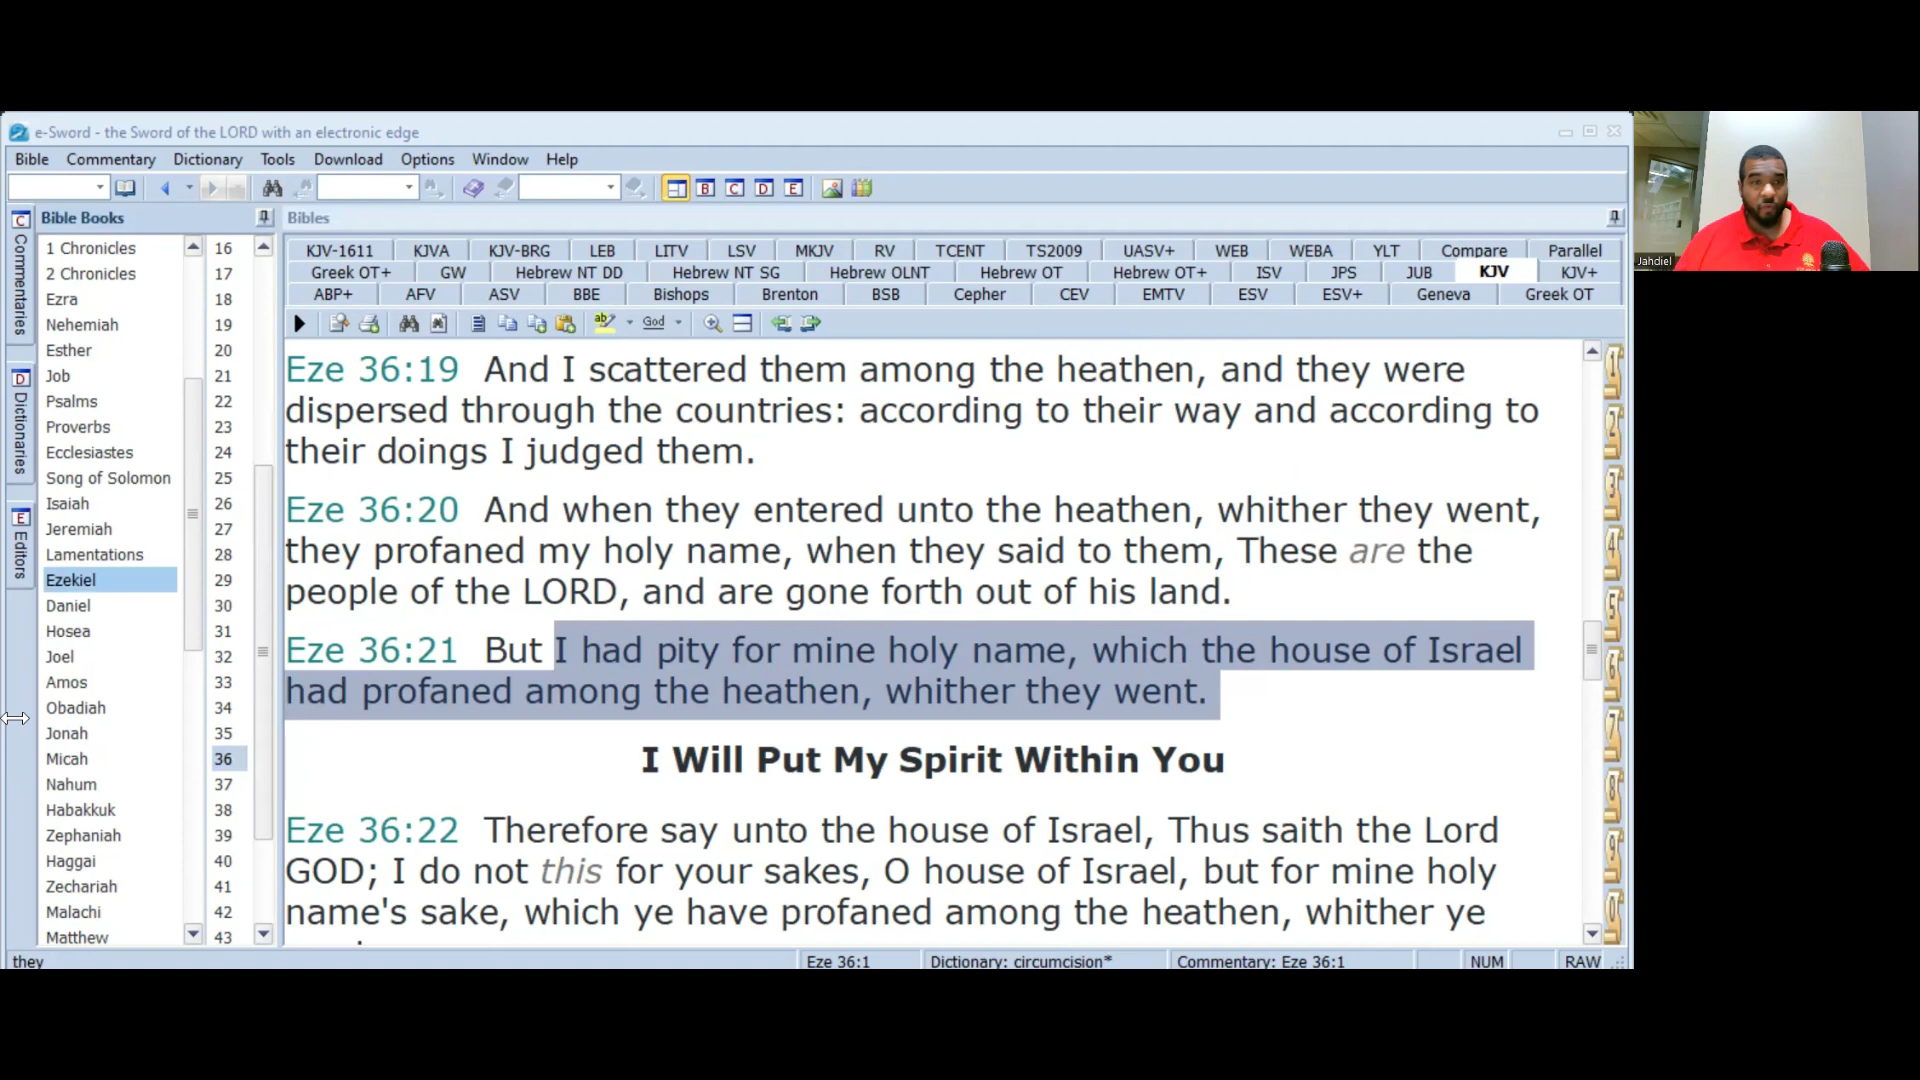 e-Sword - the Sword of the LORD with an electronic edge
Bible Commentary Dictionary Tools Download Options Window Help
B C D E
Bible Books
Bibles
C Commentaries
D Dictionaries
E Editors
1 Chronicles 16
2 Chronicles 17
Ezra 18
Nehemiah 19
Esther 20
Job 21
Psalms 22
Proverbs 23
Ecclesiastes 24
Song of Solomon 25
Isaiah 26
Jeremiah 27
Lamentations 28
Ezekiel 29
Daniel 30
Hosea 31
Joel 32
Amos 33
Obadiah 34
Jonah 35
Micah 36
Nahum 37
Habakkuk 38
Zephaniah 39
Haggai 40
Zechariah 41
Malachi 42
Matthew 43
KJV-1611 KJVA KJV-BRG LEB LITV LSV MKJV RV TCENT TS2009 UASV+ WEB WEBA YLT Compare Parallel
Greek OT+ GW Hebrew NT DD Hebrew NT SG Hebrew OLNT Hebrew OT Hebrew OT+ ISV JPS JUB KJV KJV+
ABP+ AFV ASV BBE Bishops Brenton BSB Cepher CEV EMTV ESV ESV+ Geneva Greek OT
ab God
Eze 36:19 And I scattered them among the heathen, and they were
dispersed through the countries: according to their way and according to
their doings I judged them.
Eze 36:20 And when they entered unto the heathen, whither they went,
they profaned my holy name, when they said to them, These are the
people of the LORD, and are gone forth out of his land.
Eze 36:21 But I had pity for mine holy name, which the house of Israel
had profaned among the heathen, whither they went.
I Will Put My Spirit Within You
Eze 36:22 Therefore say unto the house of Israel, Thus saith the Lord
GOD; I do not this for your sakes, O house of Israel, but for mine holy
name's sake, which ye have profaned among the heathen, whither ye
1
2
3
4
5
6
7
8
9
0
they Eze 36:1 Dictionary: circumcision* Commentary: Eze 36:1 NUM RAW
Jahdiel